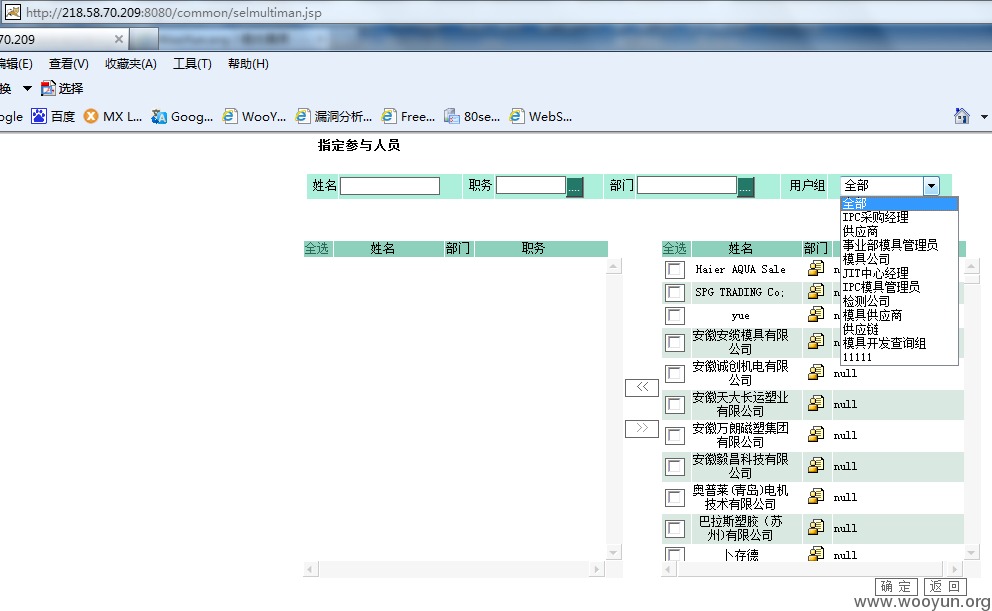 http://218.58.70.209:8080/common/selmultiman.jsp
70.209
编辑(E) 查看(V) 收藏夹(A) 工具(T) 帮助(H)
换 选择
ogle 百度 MX L... Goog... WooY... 漏洞分析... Free... 80se... WebS...
指定参与人员
姓名 职务 .... 部门 .... 用户组 全部
全部
IPC采购经理
供应商
事业部模具管理员
模具公司
JIT中心经理
IPC模具管理员
检测公司
模具供应商
供应链
模具开发查询组
11111
全选 姓名 部门 职务
全选 姓名 部门
Haier AQUA Sale
SPG TRADING Co;
yue
安徽安缆模具有限
公司
安徽诚创机电有限
公司 null
安徽天大长运塑业
有限公司 null
安徽万朗磁塑集团
有限公司 null
安徽毅昌科技有限
公司 null
奥普莱(青岛)电机
技术有限公司 null
巴拉斯塑胶（苏
州)有限公司 null
卜存德 null
<<
>>
确 定 返 回
www.wooyun.org